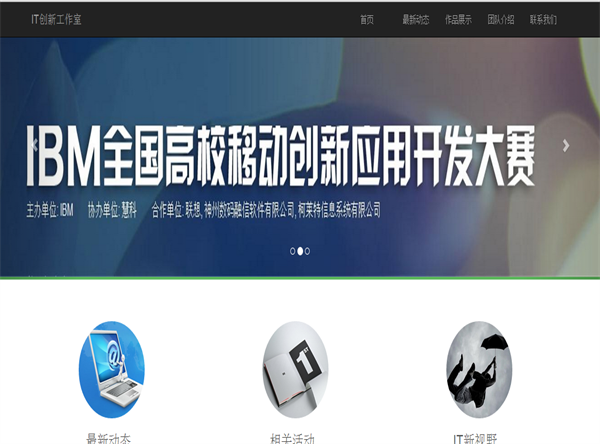 IT创新工作室 首页 最新动态 作品展示 团队介绍 联系我们
IBM全国高校移动创新应用开发大赛
主办单位: IBM 协办单位: 慧科 合作单位: 联想, 神州数码融信软件有限公司, 柯莱特信息系统有限公司
@ 1ST
最新动态 相关活动 IT新视野